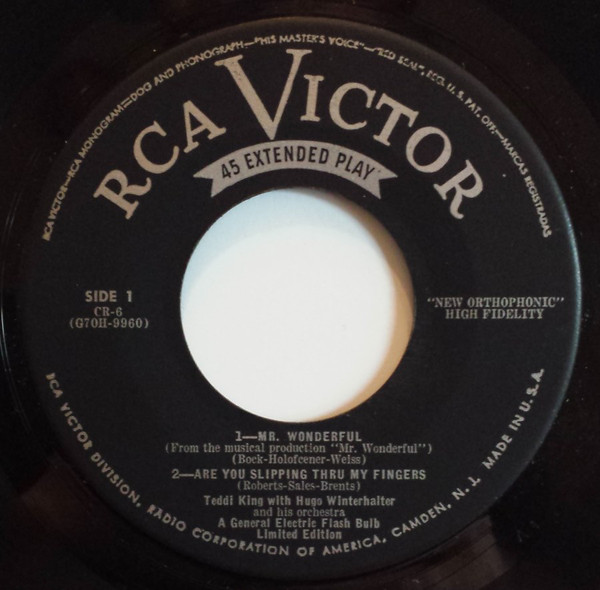 RCA VICTOR—RCA MONOGRAM—DOG AND PHONOGRAPH—"HIS MASTER'S VOICE"—"RED SEAL", REG. U. S. PAT. OFF.—MARCAS REGISTRADAS
RCA VICTOR
45 EXTENDED PLAY
SIDE 1
CR-6
(G70H-9960)
"NEW ORTHOPHONIC"
HIGH FIDELITY
1—MR. WONDERFUL
(From the musical production "Mr. Wonderful")
(Bock-Holofcener-Weiss)
2—ARE YOU SLIPPING THRU MY FINGERS
(Roberts-Sales-Brents)
Teddi King with Hugo Winterhalter
and his orchestra
A General Electric Flash Bulb
Limited Edition
RCA VICTOR DIVISION, RADIO CORPORATION OF AMERICA, CAMDEN, N. J. MADE IN U.S.A.